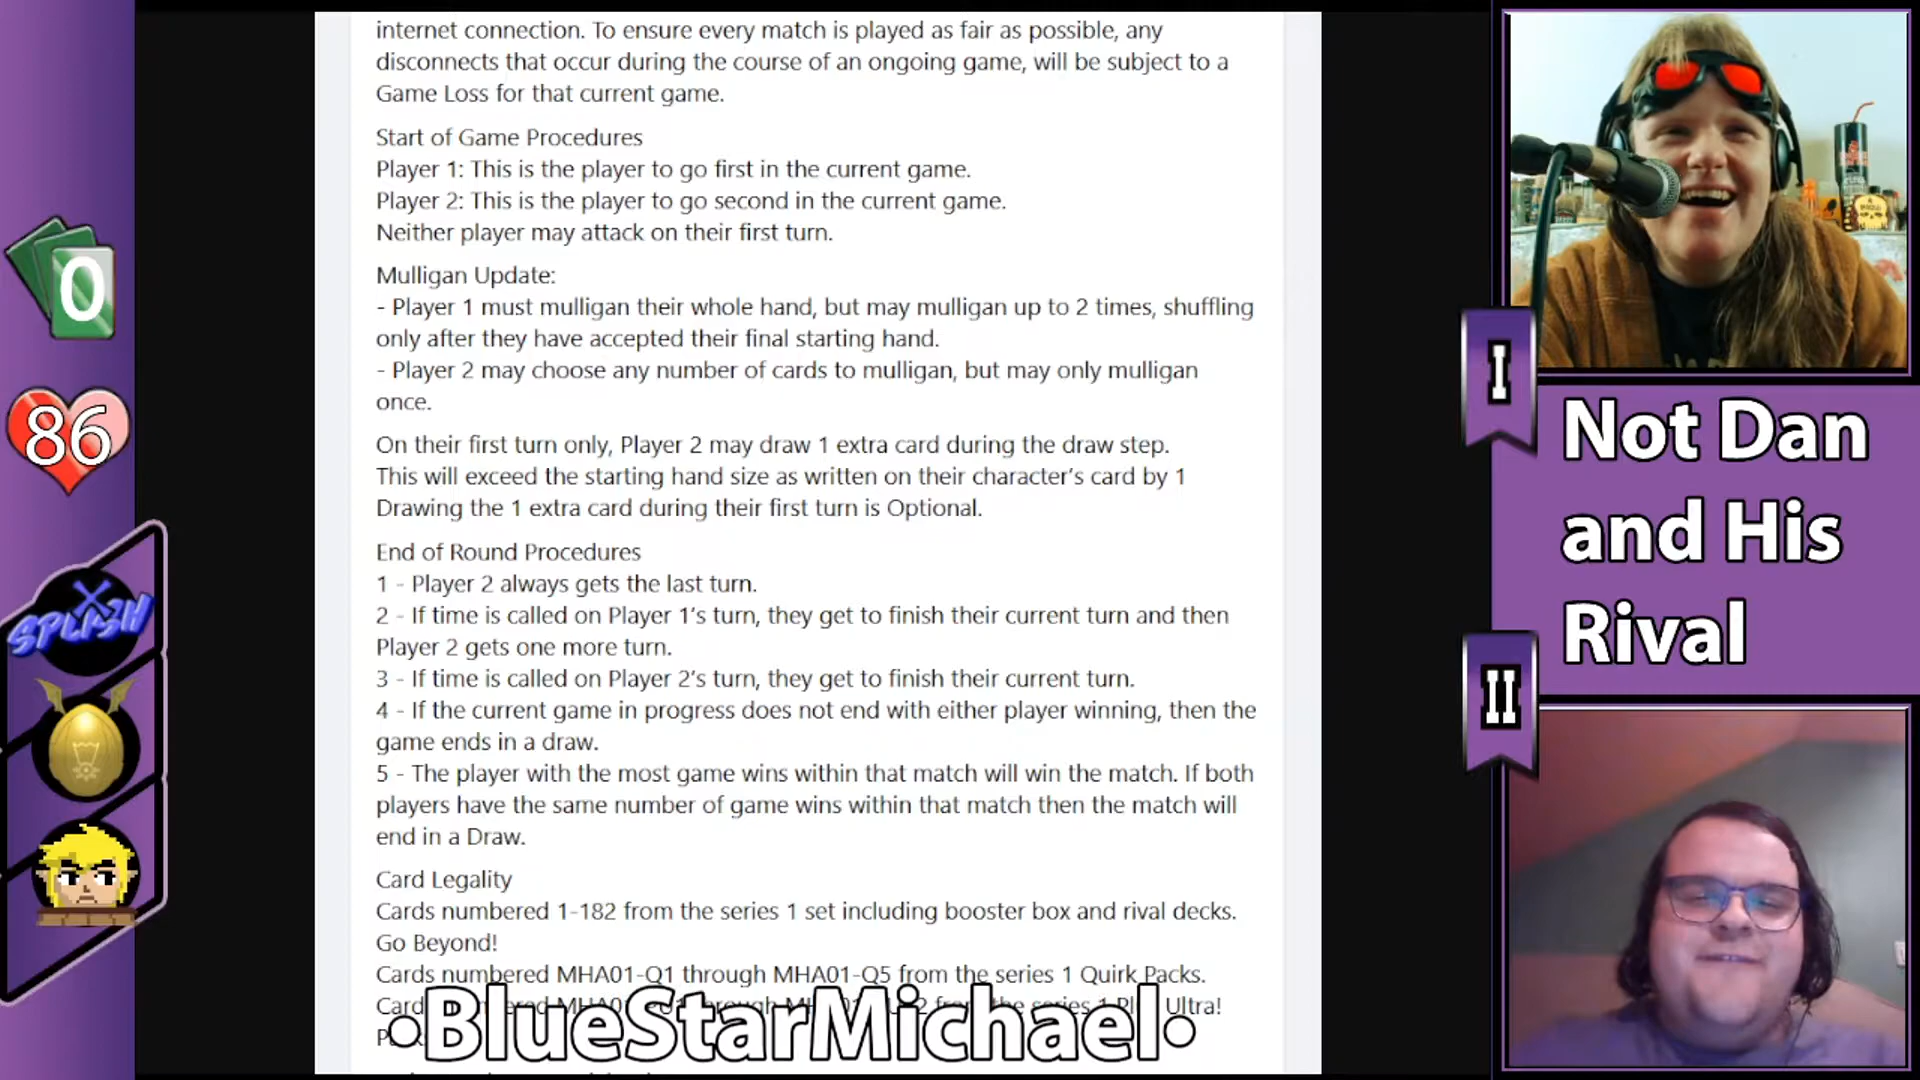 internet connection. To ensure every match is played as fair as possible, any
disconnects that occur during the course of an ongoing game, will be subject to a
Game Loss for that current game.
Start of Game Procedures
Player 1: This is the player to go first in the current game.
Player 2: This is the player to go second in the current game.
Neither player may attack on their first turn.
Mulligan Update:
- Player 1 must mulligan their whole hand, but may mulligan up to 2 times, shuffling
only after they have accepted their final starting hand.
- Player 2 may choose any number of cards to mulligan, but may only mulligan
once.
On their first turn only, Player 2 may draw 1 extra card during the draw step.
This will exceed the starting hand size as written on their character's card by 1
Drawing the 1 extra card during their first turn is Optional.
End of Round Procedures
1 - Player 2 always gets the last turn.
2 - If time is called on Player 1's turn, they get to finish their current turn and then
Player 2 gets one more turn.
3 - If time is called on Player 2's turn, they get to finish their current turn.
4 - If the current game in progress does not end with either player winning, then the
game ends in a draw.
5 - The player with the most game wins within that match will win the match. If both
players have the same number of game wins within that match then the match will
end in a Draw.
Card Legality
Cards numbered 1-182 from the series 1 set including booster box and rival decks.
Go Beyond!
Cards numbered MHA01-Q1 through MHA01-Q5 from the series 1 Quirk Packs.
the series 1 Ultra!
•BlueStarMichael•
0
86
SPLASH
I
Not Dan
and His
Rival
II